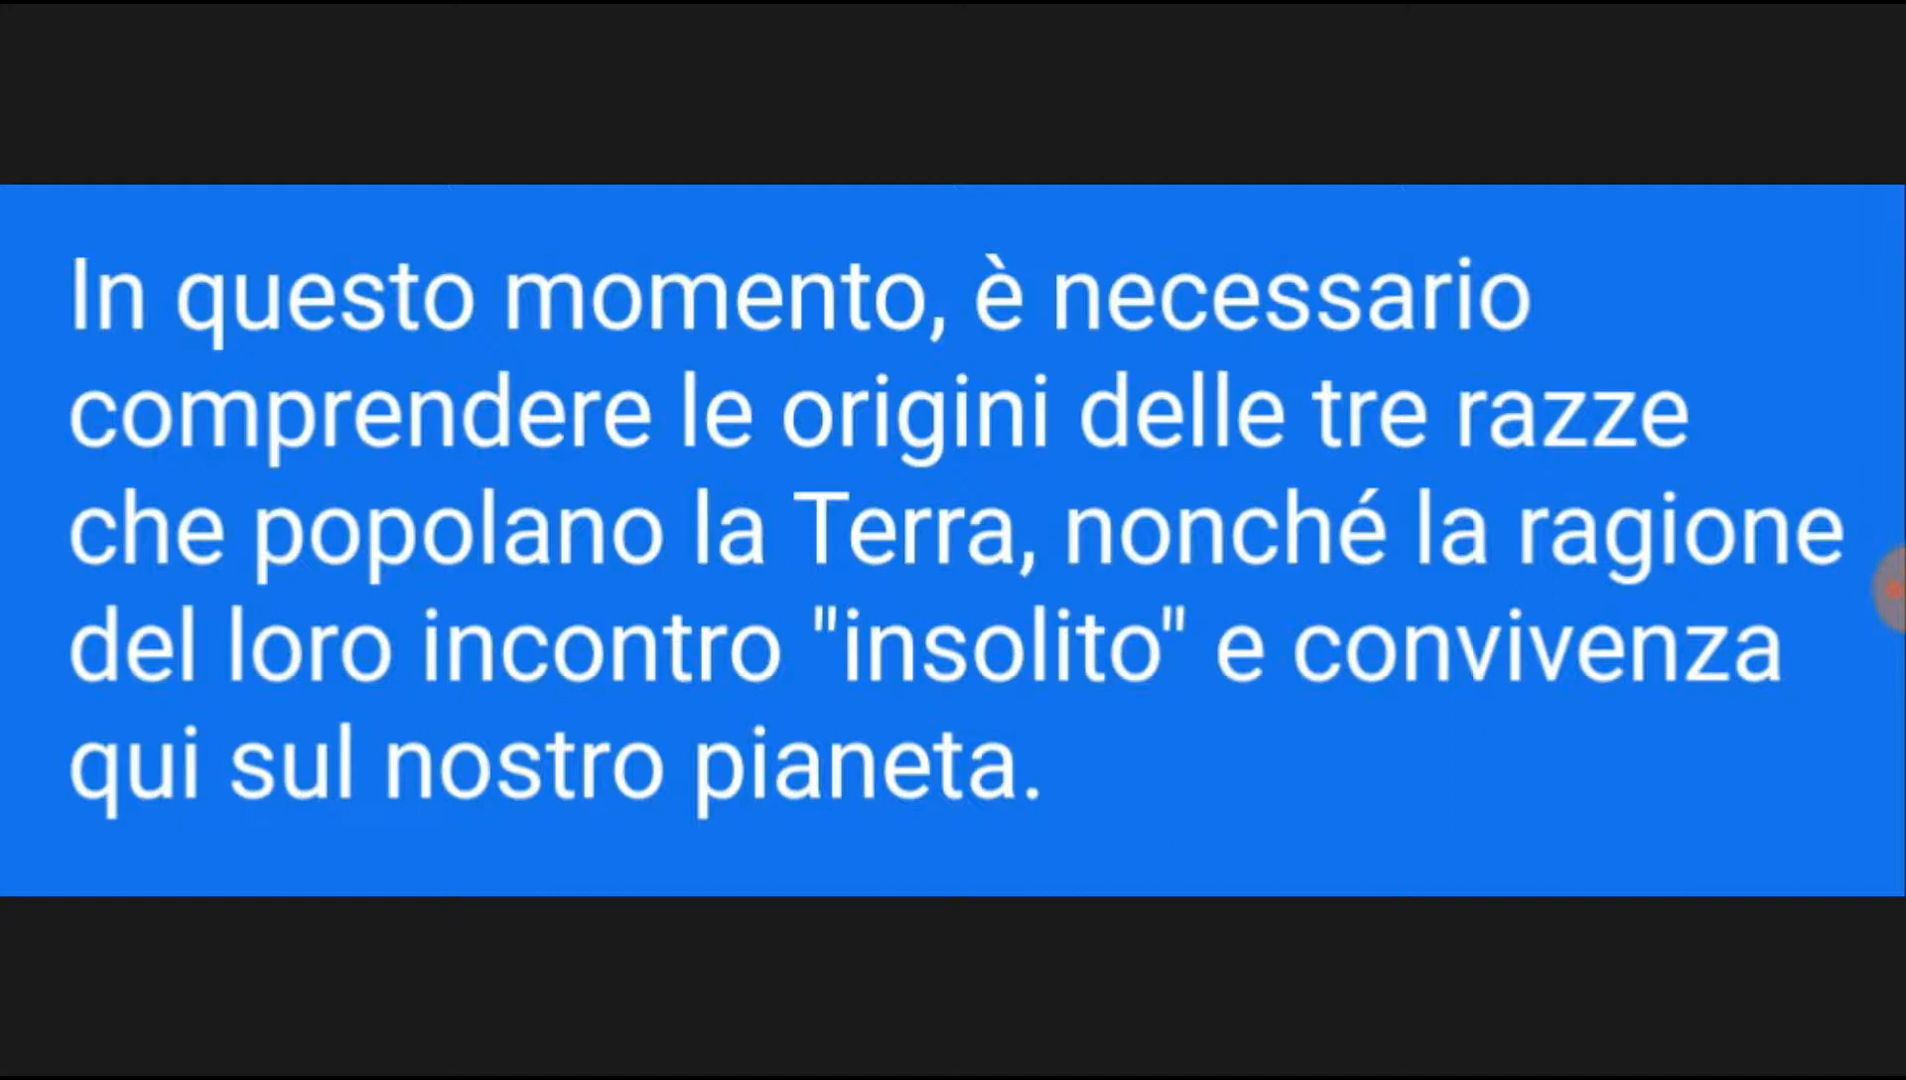 In questo momento, è necessario
comprendere le origini delle tre razze
che popolano la Terra, nonché la ragione
del loro incontro "insolito" e convivenza
qui sul nostro pianeta.